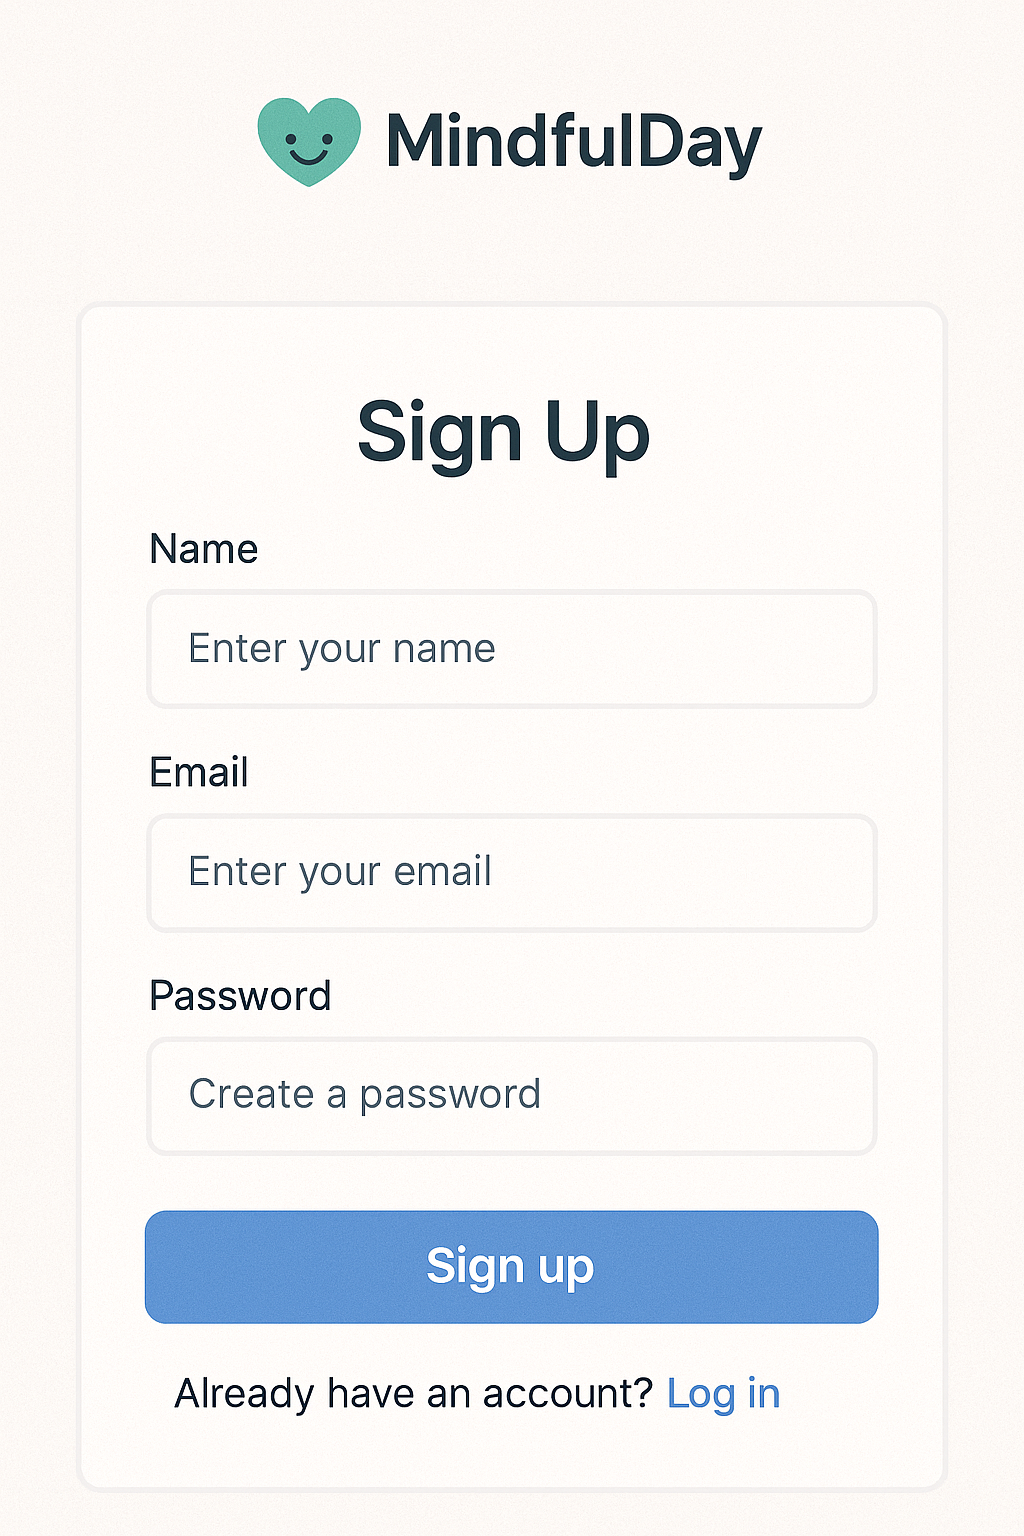 MindfulDay
Sign Up
Name
Enter your name
Email
Enter your email
Password
Create a password
Sign up
Already have an account? Log in